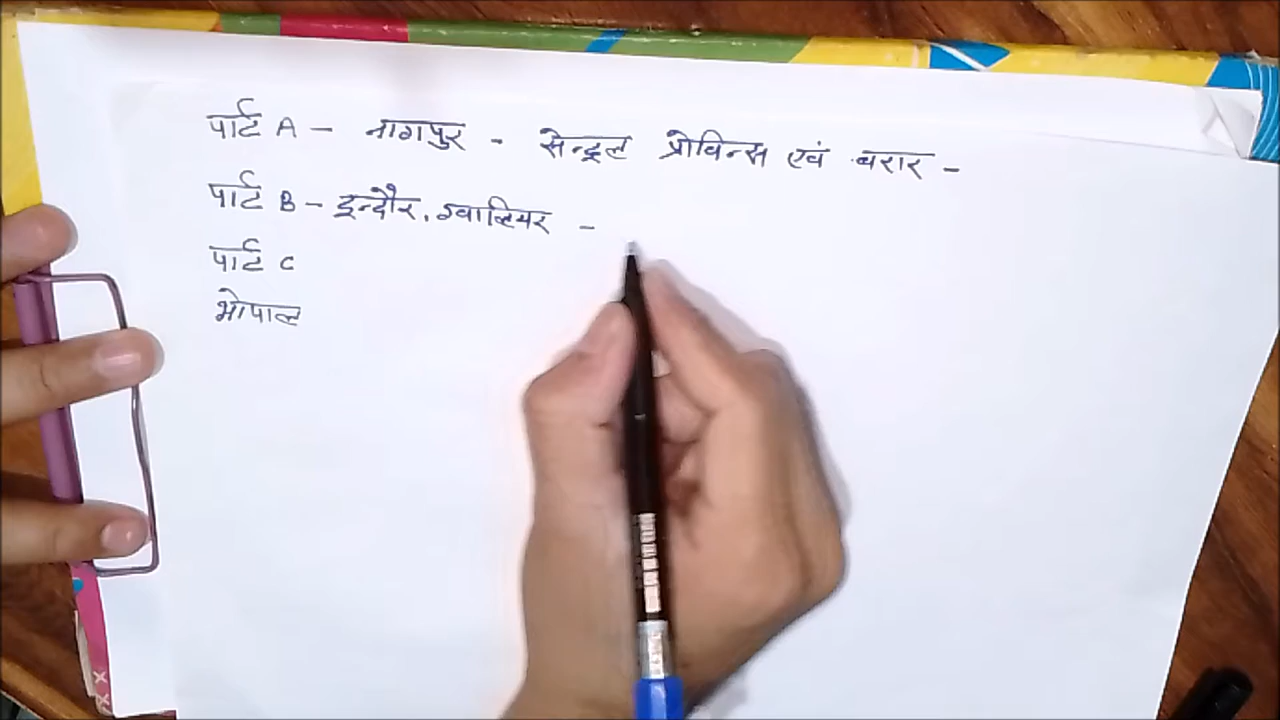 पार्ट A - नागपुर - सेन्ट्रल प्रोविन्स एवं बरार -
पार्ट B - इन्दौर, ग्वालियर -
पार्ट C
भोपाल